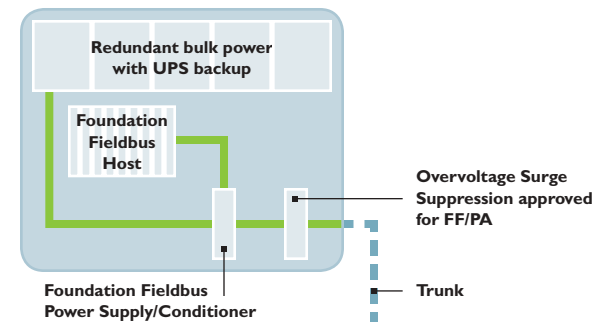 Redundant bulk power
with UPS backup
Foundation
Fieldbus
Host
Overvoltage Surge
Suppression approved
for FF/PA
Trunk
Foundation Fieldbus
Power Supply/Conditioner